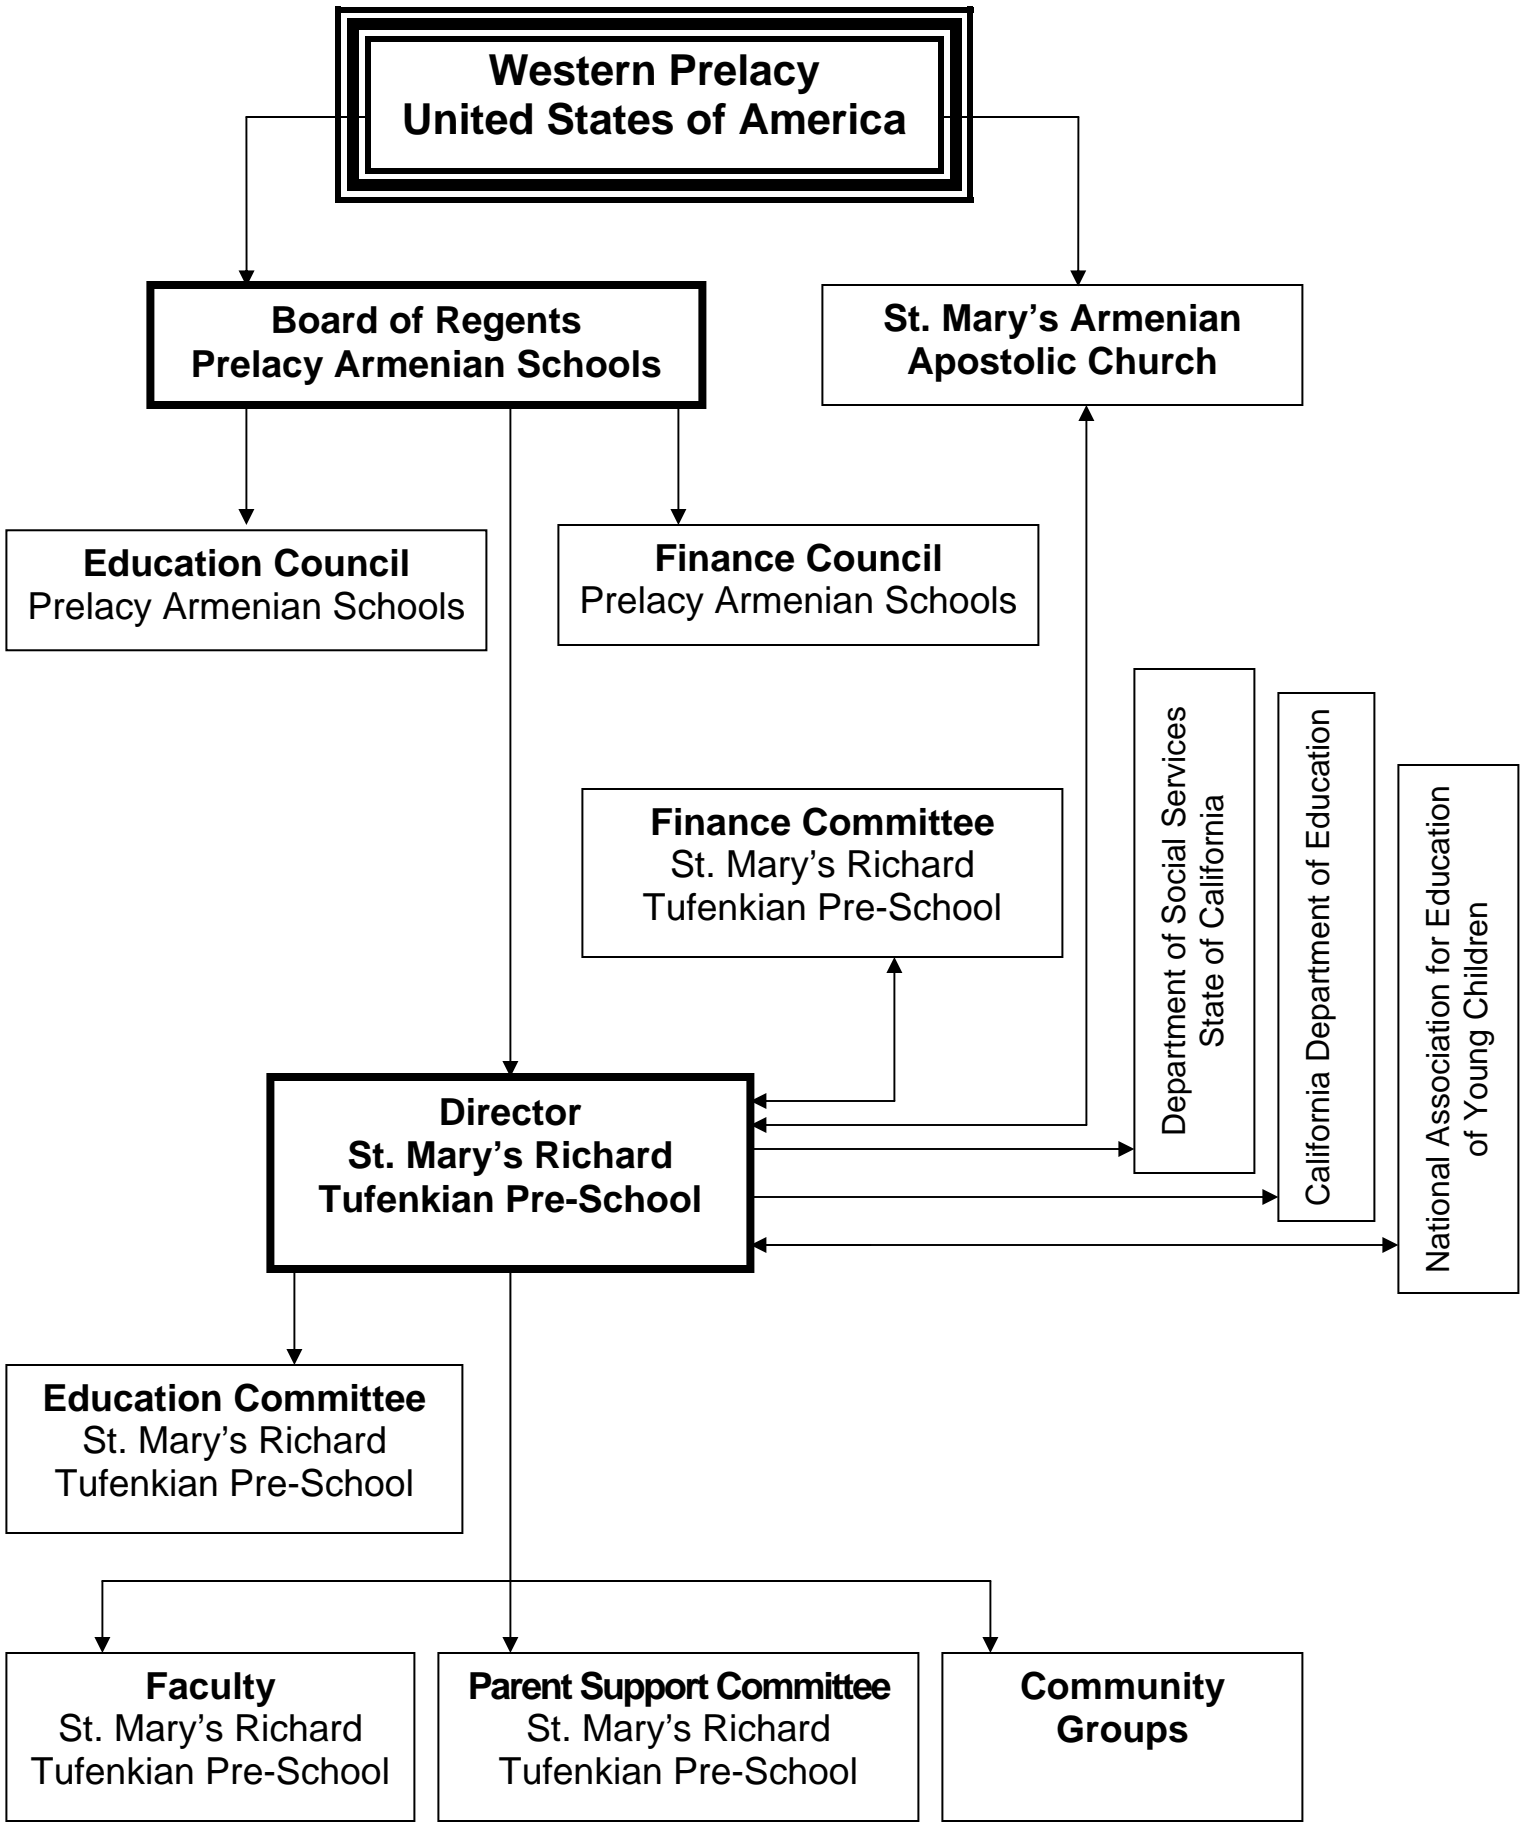 Western Prelacy
United States of America
Board of Regents
Prelacy Armenian Schools
St. Mary’s Armenian
Apostolic Church
Education Council
Prelacy Armenian Schools
Finance Council
Prelacy Armenian Schools
Finance Committee
St. Mary’s Richard
Tufenkian Pre-School
Department of Social Services
State of California
California Department of Education
National Association for Education
of Young Children
Director
St. Mary’s Richard
Tufenkian Pre-School
Education Committee
St. Mary’s Richard
Tufenkian Pre-School
Faculty
St. Mary’s Richard
Tufenkian Pre-School
Parent Support Committee
St. Mary’s Richard
Tufenkian Pre-School
Community
Groups